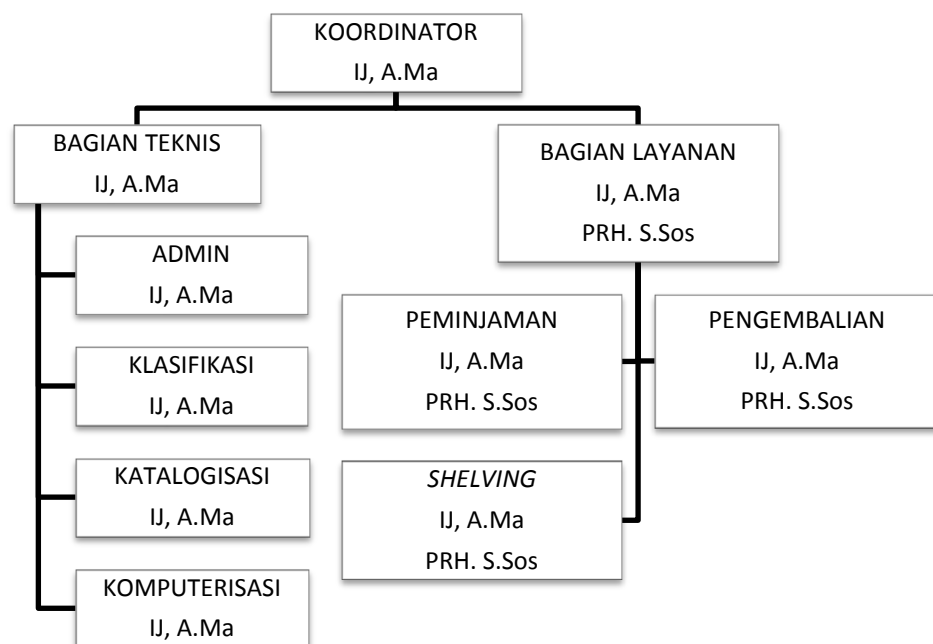 KOORDINATOR
IJ, A.Ma
BAGIAN TEKNIS
IJ, A.Ma
BAGIAN LAYANAN
IJ, A.Ma
PRH. S.Sos
ADMIN
IJ, A.Ma
KLASIFIKASI
IJ, A.Ma
KATALOGISASI
IJ, A.Ma
KOMPUTERISASI
IJ, A.Ma
PEMINJAMAN
IJ, A.Ma
PRH. S.Sos
PENGEMBALIAN
IJ, A.Ma
PRH. S.Sos
SHELVING
IJ, A.Ma
PRH. S.Sos